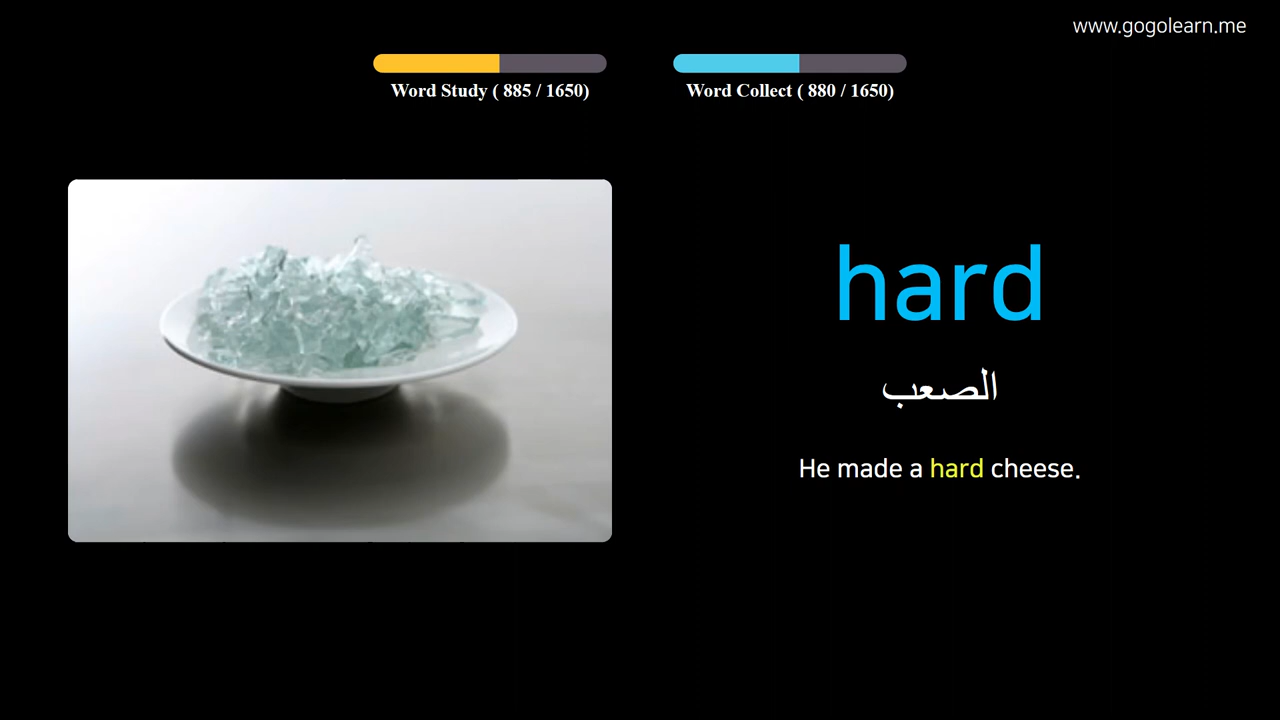 www.gogolearn.me
Word Study ( 885 / 1650)
Word Collect ( 880 / 1650)
hard
الصعب
He made a hard cheese.